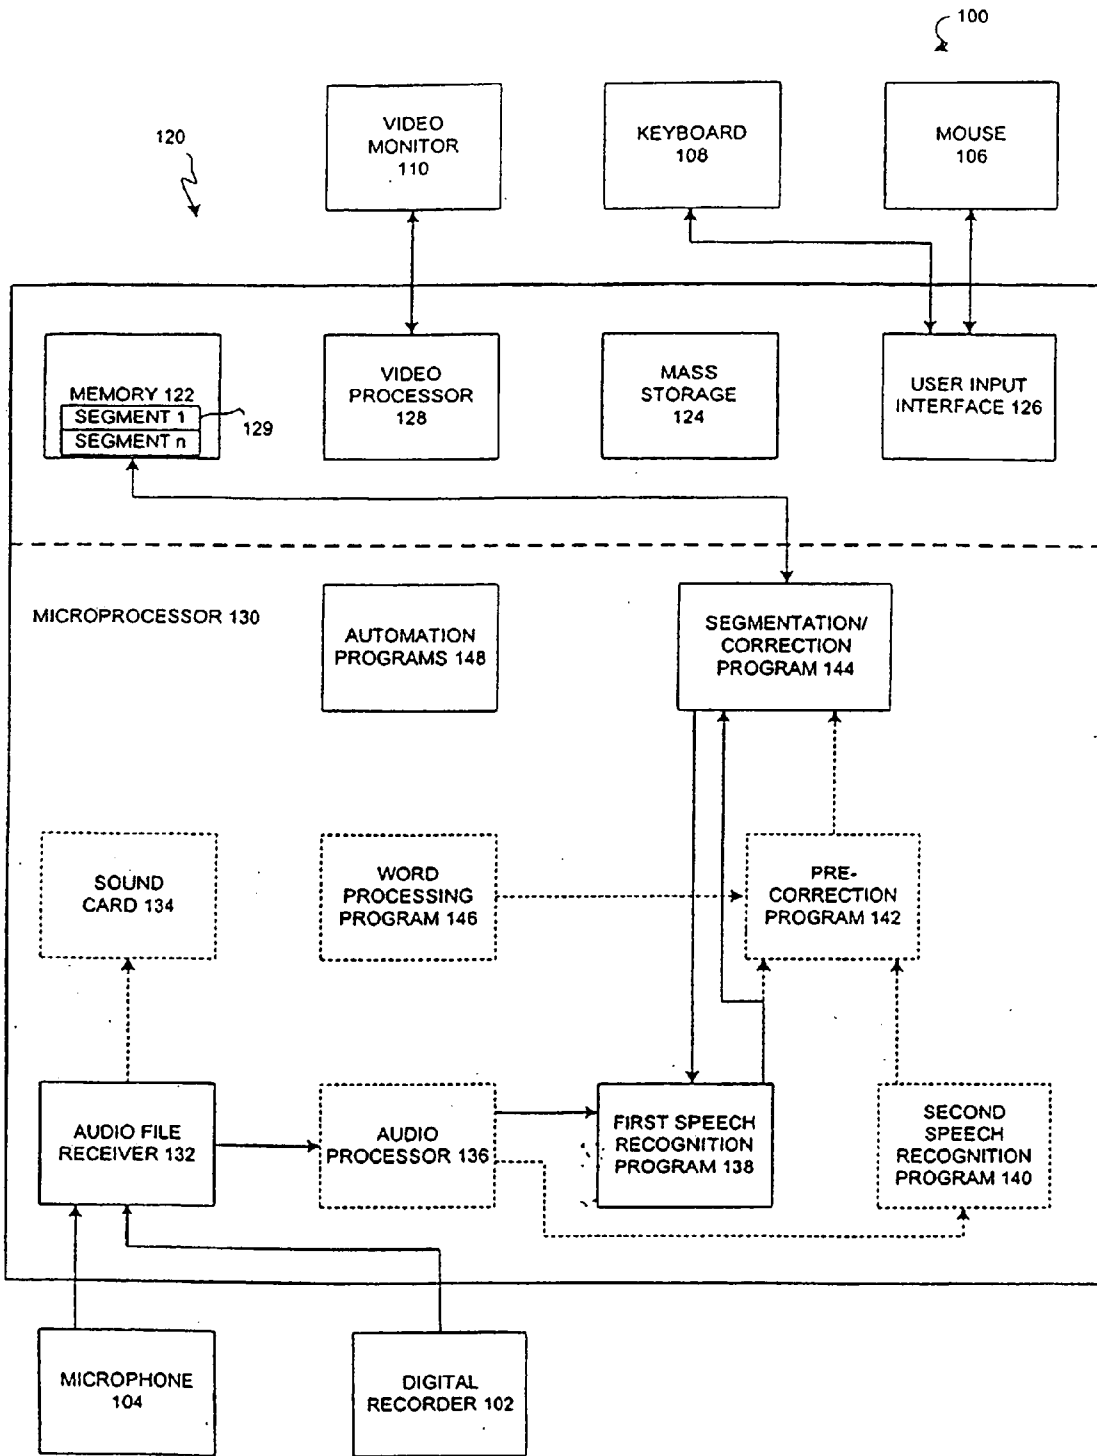 100
120
VIDEO
MONITOR
110
KEYBOARD
108
MOUSE
106
MEMORY 122
SEGMENT 1
SEGMENT n
129
VIDEO
PROCESSOR
128
MASS
STORAGE
124
USER INPUT
INTERFACE 126
MICROPROCESSOR 130
AUTOMATION
PROGRAMS 148
SEGMENTATION/
CORRECTION
PROGRAM 144
SOUND
CARD 134
WORD
PROCESSING
PROGRAM 146
PRE-
CORRECTION
PROGRAM 142
AUDIO FILE
RECEIVER 132
AUDIO
PROCESSOR 136
FIRST SPEECH
RECOGNITION
PROGRAM 138
SECOND
SPEECH
RECOGNITION
PROGRAM 140
MICROPHONE
104
DIGITAL
RECORDER 102